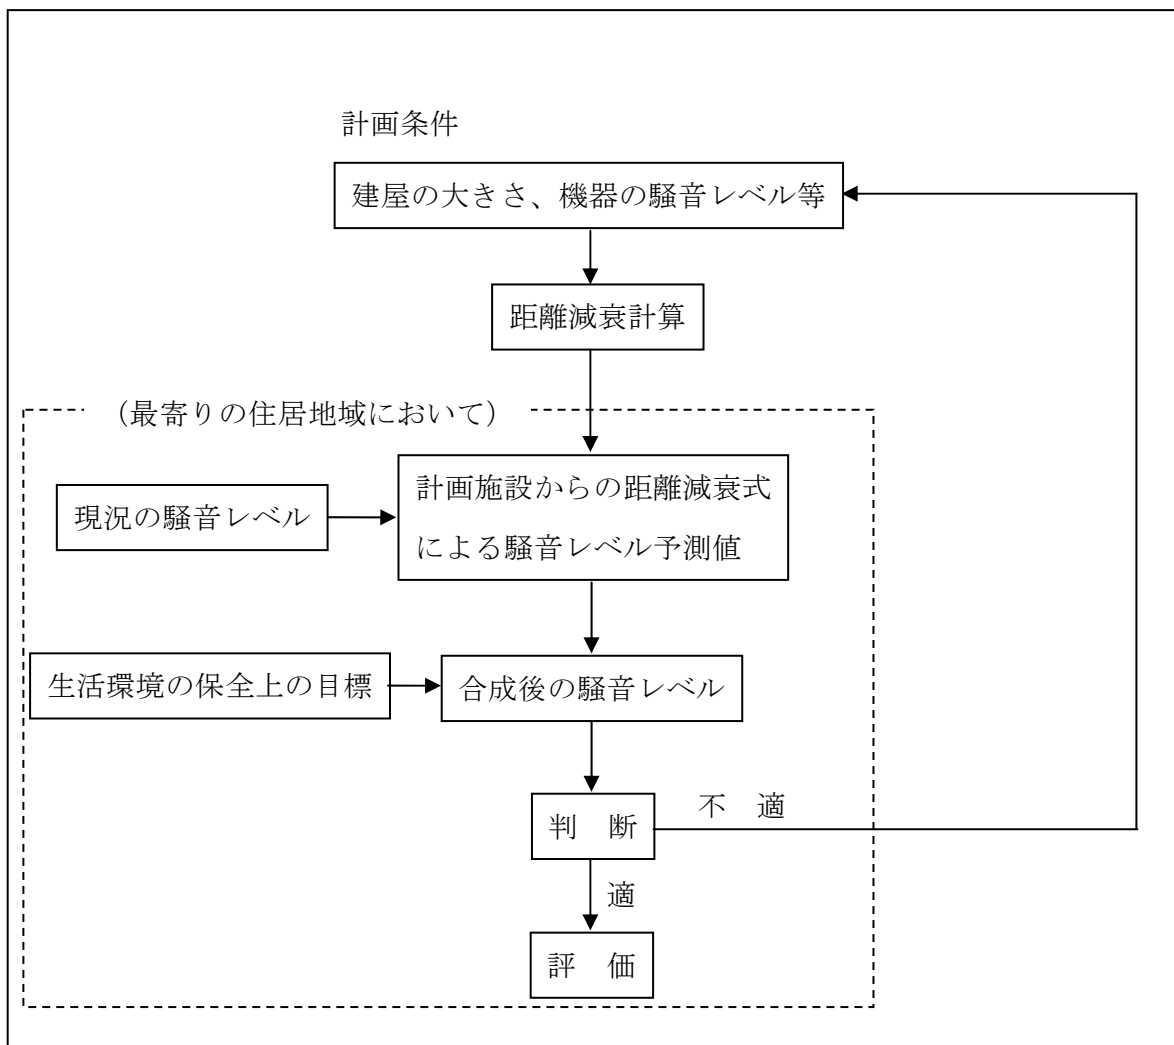 計画条件
建屋の大きさ、機器の騒音レベル等
距離減衰計算
（最寄りの住居地域において）
現況の騒音レベル
計画施設からの距離減衰式
による騒音レベル予測値
生活環境の保全上の目標
合成後の騒音レベル
判　断
不　適
適
評　価